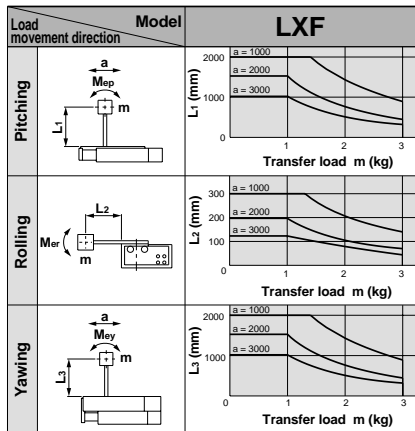 Load movement direction
Model
LXF
Pitching
a
Mep
m
L1
L1 (mm)
2000
1000
0
a = 1000
a = 2000
a = 3000
1
2
3
Transfer load m (kg)
Rolling
L2
Mer
m
L2 (mm)
300
200
100
0
a = 1000
a = 2000
a = 3000
1
2
3
Transfer load m (kg)
Yawing
a
Mey
m
L3
L3 (mm)
2000
1000
0
a = 1000
a = 2000
a = 3000
1
2
3
Transfer load m (kg)